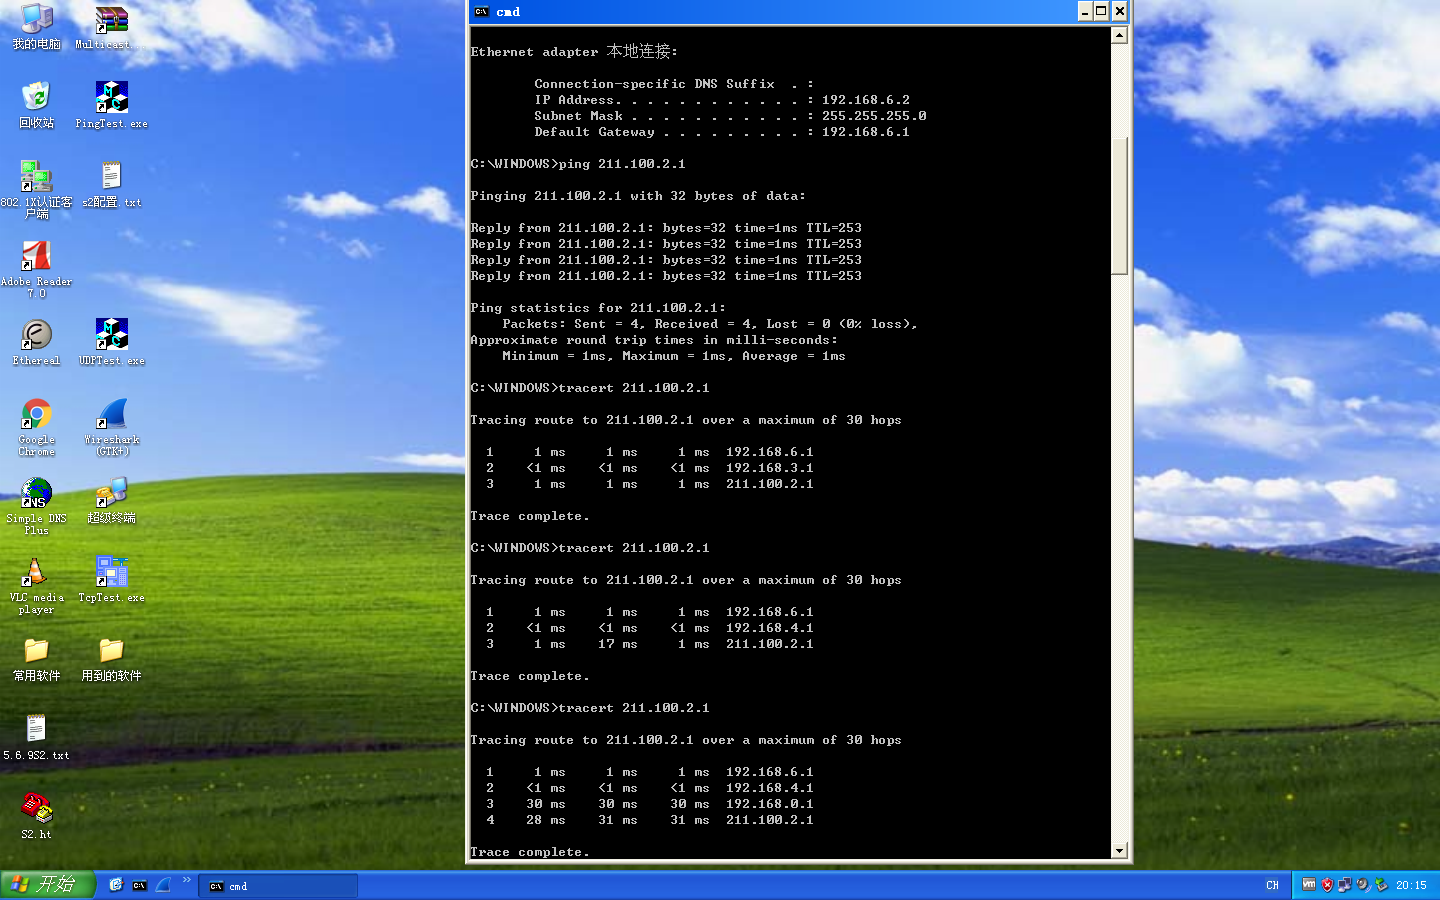 我的电脑
Multicast...
回收站
PingTest.exe
802.1X认证客
户端
s2配置.txt
Adobe Reader
7.0
Ethereal
UDPTest.exe
Google
Chrome
Wireshark
(GTK+)
Simple DNS
Plus
超级终端
VLC media
player
TcpTest.exe
常用软件
用到的软件
5.6.9S2.txt
S2.ht
cmd
Ethernet adapter 本地连接:
Connection-specific DNS Suffix  . :
IP Address. . . . . . . . . . . . : 192.168.6.2
Subnet Mask . . . . . . . . . . . : 255.255.255.0
Default Gateway . . . . . . . . . : 192.168.6.1
C:\WINDOWS>ping 211.100.2.1
Pinging 211.100.2.1 with 32 bytes of data:
Reply from 211.100.2.1: bytes=32 time=1ms TTL=253
Reply from 211.100.2.1: bytes=32 time=1ms TTL=253
Reply from 211.100.2.1: bytes=32 time=1ms TTL=253
Reply from 211.100.2.1: bytes=32 time=1ms TTL=253
Ping statistics for 211.100.2.1:
Packets: Sent = 4, Received = 4, Lost = 0 (0% loss),
Approximate round trip times in milli-seconds:
Minimum = 1ms, Maximum = 1ms, Average = 1ms
C:\WINDOWS>tracert 211.100.2.1
Tracing route to 211.100.2.1 over a maximum of 30 hops
1     1 ms     1 ms     1 ms  192.168.6.1
2    <1 ms    <1 ms    <1 ms  192.168.3.1
3     1 ms     1 ms     1 ms  211.100.2.1
Trace complete.
C:\WINDOWS>tracert 211.100.2.1
Tracing route to 211.100.2.1 over a maximum of 30 hops
1     1 ms     1 ms     1 ms  192.168.6.1
2    <1 ms    <1 ms    <1 ms  192.168.4.1
3     1 ms    17 ms     1 ms  211.100.2.1
Trace complete.
C:\WINDOWS>tracert 211.100.2.1
Tracing route to 211.100.2.1 over a maximum of 30 hops
1     1 ms     1 ms     1 ms  192.168.6.1
2    <1 ms    <1 ms    <1 ms  192.168.4.1
3    30 ms    30 ms    30 ms  192.168.0.1
4    28 ms    31 ms    31 ms  211.100.2.1
Trace complete.
开始
cmd
CH
20:15